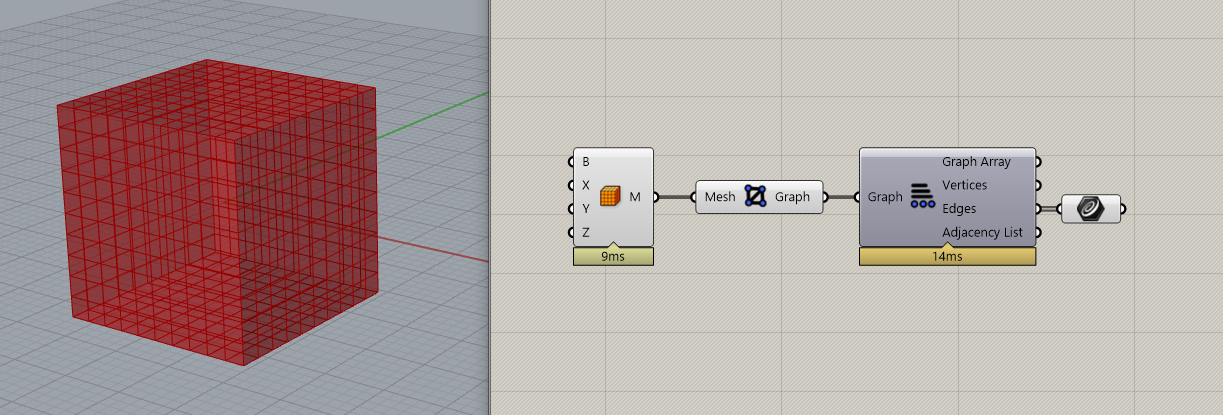 B
X
Y
Z
M
9ms
Mesh
Graph
Graph
Graph Array
Vertices
Edges
Adjacency List
14ms